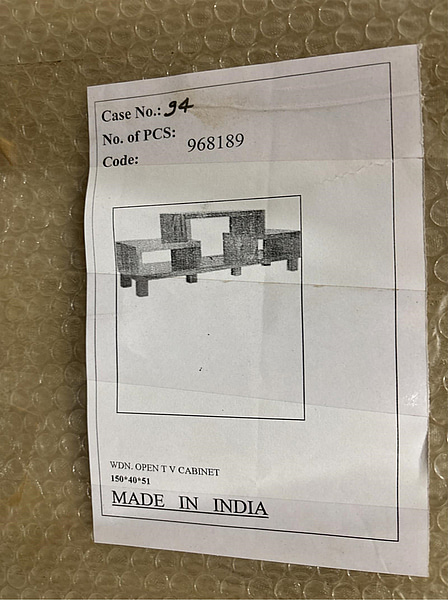 Case No.: 94
No. of PCS:
968189
Code:
WDN. OPEN T V CABINET
150*40*51
MADE IN INDIA